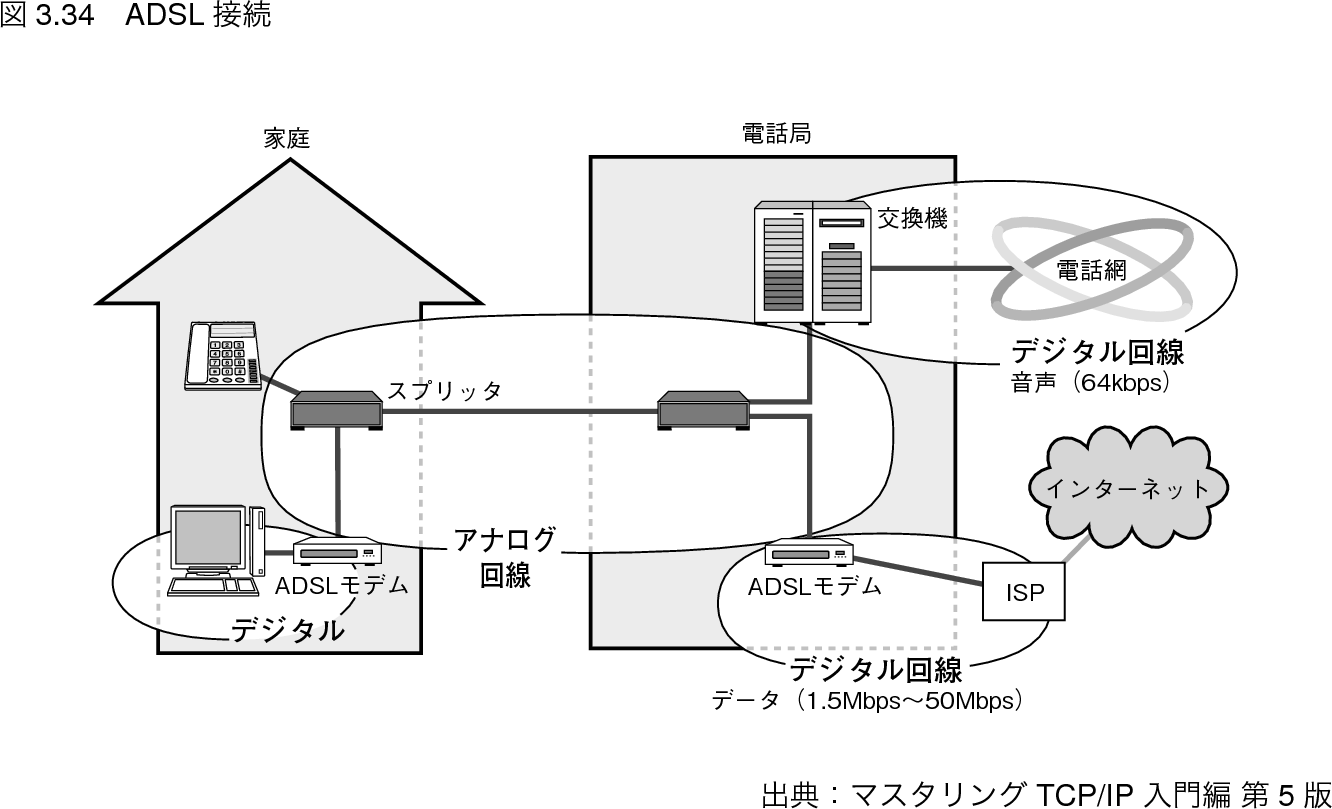 図 3.34　ADSL 接続
家庭
電話局
交換機
電話網
デジタル回線
音声（64kbps）
スプリッタ
インターネット
アナログ
回線
ADSLモデム
デジタル
ADSLモデム
ISP
デジタル回線
データ（1.5Mbps～50Mbps）
出典：マスタリング TCP/IP 入門編 第 5 版